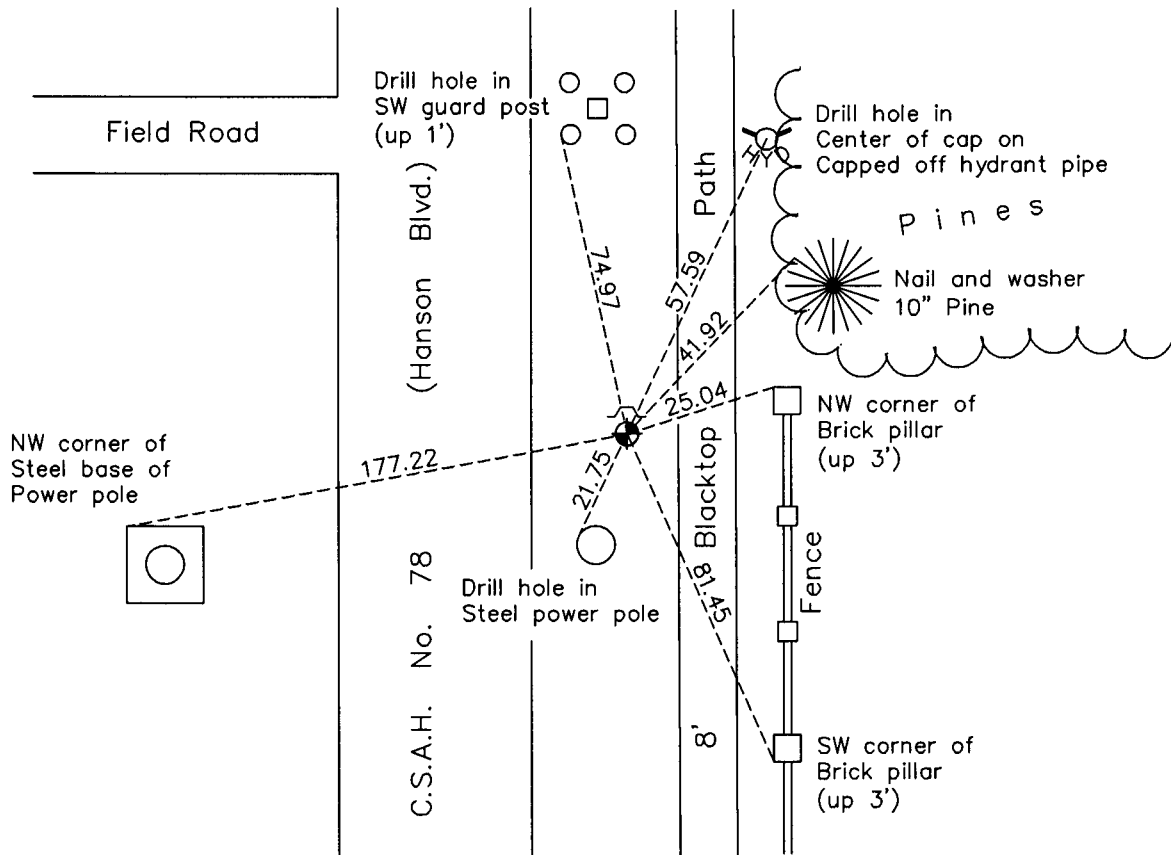 Drill hole in
SW guard post
(up 1')
Field Road
Drill hole in
Center of cap on
Capped off hydrant pipe
HYD
Pines
Nail and washer
10" Pine
74.97
57.59
41.92
25.04
177.22
21.75
81.45
NW corner of
Brick pillar
(up 3')
NW corner of
Steel base of
Power pole
Drill hole in
Steel power pole
Fence
SW corner of
Brick pillar
(up 3')
C.S.A.H. No. 78 (Hanson Blvd.)
8' Blacktop Path